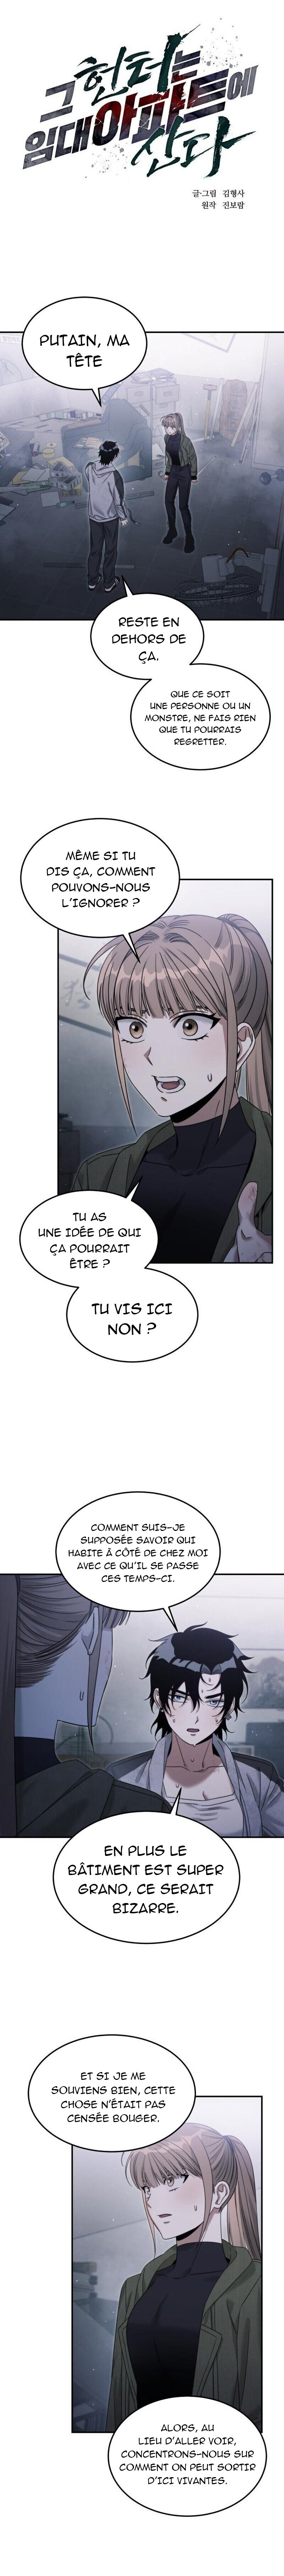 그 헌터는
임대아파트에
산다
글·그림 김형사
원작 진보람
PUTAIN, MA
TÊTE
RESTE EN
DEHORS DE
ÇA.
QUE CE SOIT
UNE PERSONNE OU UN
MONSTRE, NE FAIS RIEN
QUE TU POURRAIS
REGRETTER.
MÊME SI TU
DIS ÇA, COMMENT
POUVONS-NOUS
L'IGNORER ?
TU AS
UNE IDÉE DE QUI
ÇA POURRAIT
ÊTRE ?
TU VIS ICI
NON ?
COMMENT SUIS-JE
SUPPOSÉE SAVOIR QUI
HABITE À CÔTÉ DE CHEZ MOI
AVEC CE QU'IL SE PASSE
CES TEMPS-CI.
EN PLUS LE
BÂTIMENT EST SUPER
GRAND, CE SERAIT
BIZARRE.
ET SI JE ME
SOUVIENS BIEN, CETTE
CHOSE N'ÉTAIT PAS
CENSÉE BOUGER.
ALORS, AU
LIEU D'ALLER VOIR,
CONCENTRONS-NOUS SUR
COMMENT ON PEUT SORTIR
D'ICI VIVANTES.